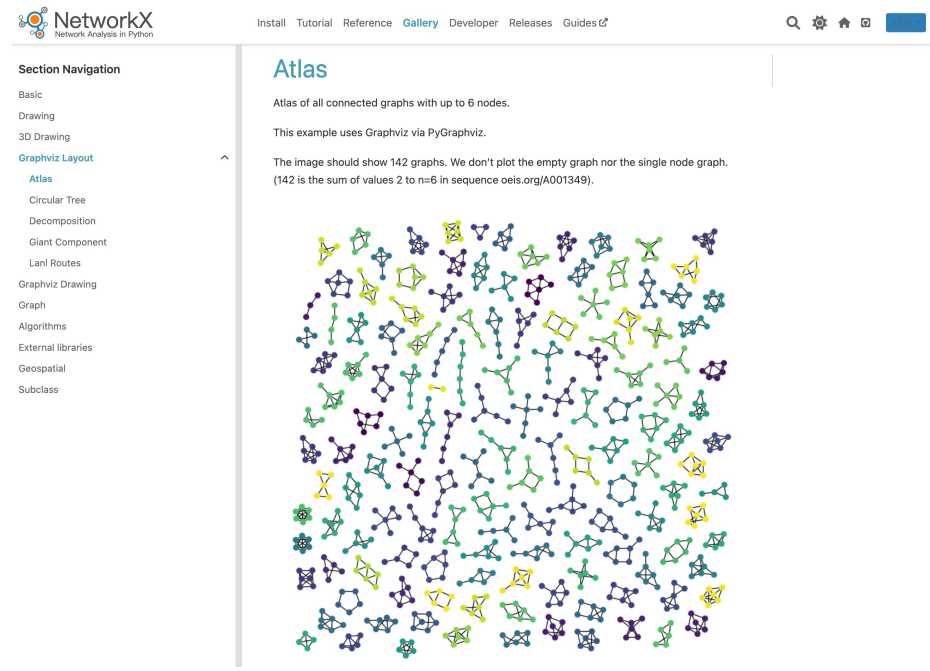 NetworkX
Network Analysis in Python
Install Tutorial Reference Gallery Developer Releases Guides
Section Navigation
Basic
Drawing
3D Drawing
Graphviz Layout
Atlas
Circular Tree
Decomposition
Giant Component
Lanl Routes
Graphviz Drawing
Graph
Algorithms
External libraries
Geospatial
Subclass
Atlas
Atlas of all connected graphs with up to 6 nodes.
This example uses Graphviz via PyGraphviz.
The image should show 142 graphs. We don't plot the empty graph nor the single node graph.
(142 is the sum of values 2 to n=6 in sequence oeis.org/A001349).